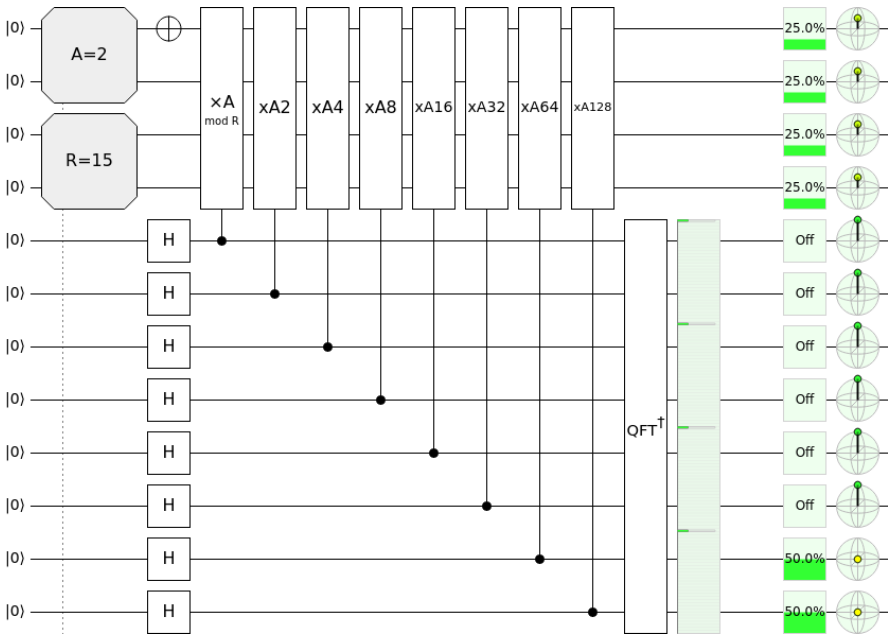 |0⟩ 25.0%
|0⟩ A=2 25.0%
×A mod R xA2 xA4 xA8 xA16 xA32 xA64 xA128
|0⟩ 25.0%
R=15
|0⟩ 25.0%
|0⟩ H Off
|0⟩ H Off
|0⟩ H Off
|0⟩ H Off
QFT†
|0⟩ H Off
|0⟩ H Off
|0⟩ H 50.0%
|0⟩ H 50.0%